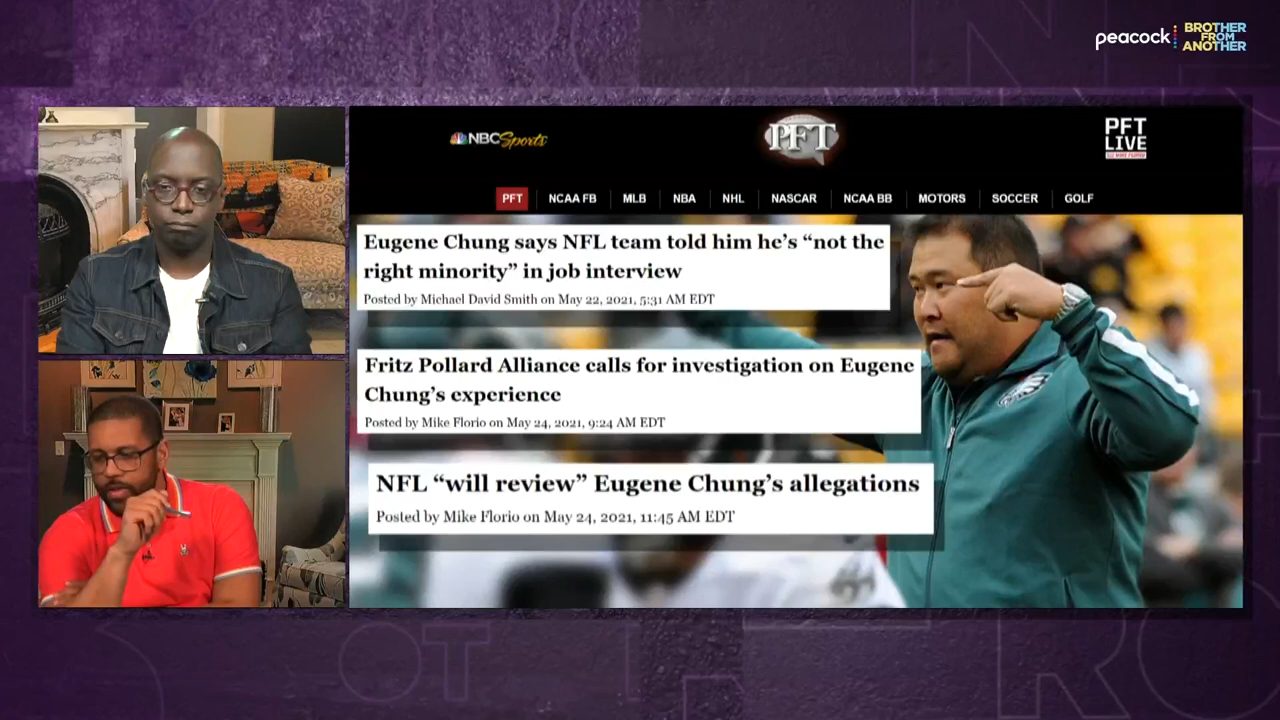 peacock
BROTHER
FROM
ANOTHER
NBC Sports
PFT
PFT
LIVE
PFT NCAA FB MLB NBA NHL NASCAR NCAA BB MOTORS SOCCER GOLF
Eugene Chung says NFL team told him he's “not the
right minority” in job interview
Posted by Michael David Smith on May 22, 2021, 5:31 AM EDT
Fritz Pollard Alliance calls for investigation on Eugene
Chung's experience
Posted by Mike Florio on May 24, 2021, 9:24 AM EDT
NFL “will review” Eugene Chung's allegations
Posted by Mike Florio on May 24, 2021, 11:45 AM EDT